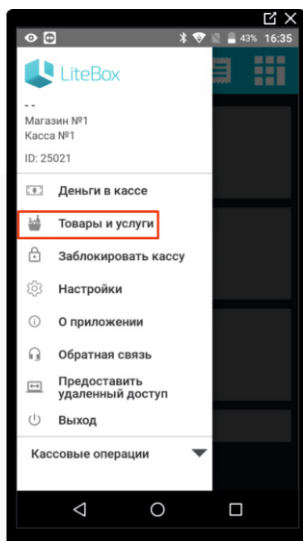 43% 16:35
LiteBox
- -
Магазин №1
Касса №1
ID: 25021
Деньги в кассе
Товары и услуги
Заблокировать кассу
Настройки
О приложении
Обратная связь
Предоставить
удаленный доступ
Выход
Кассовые операции